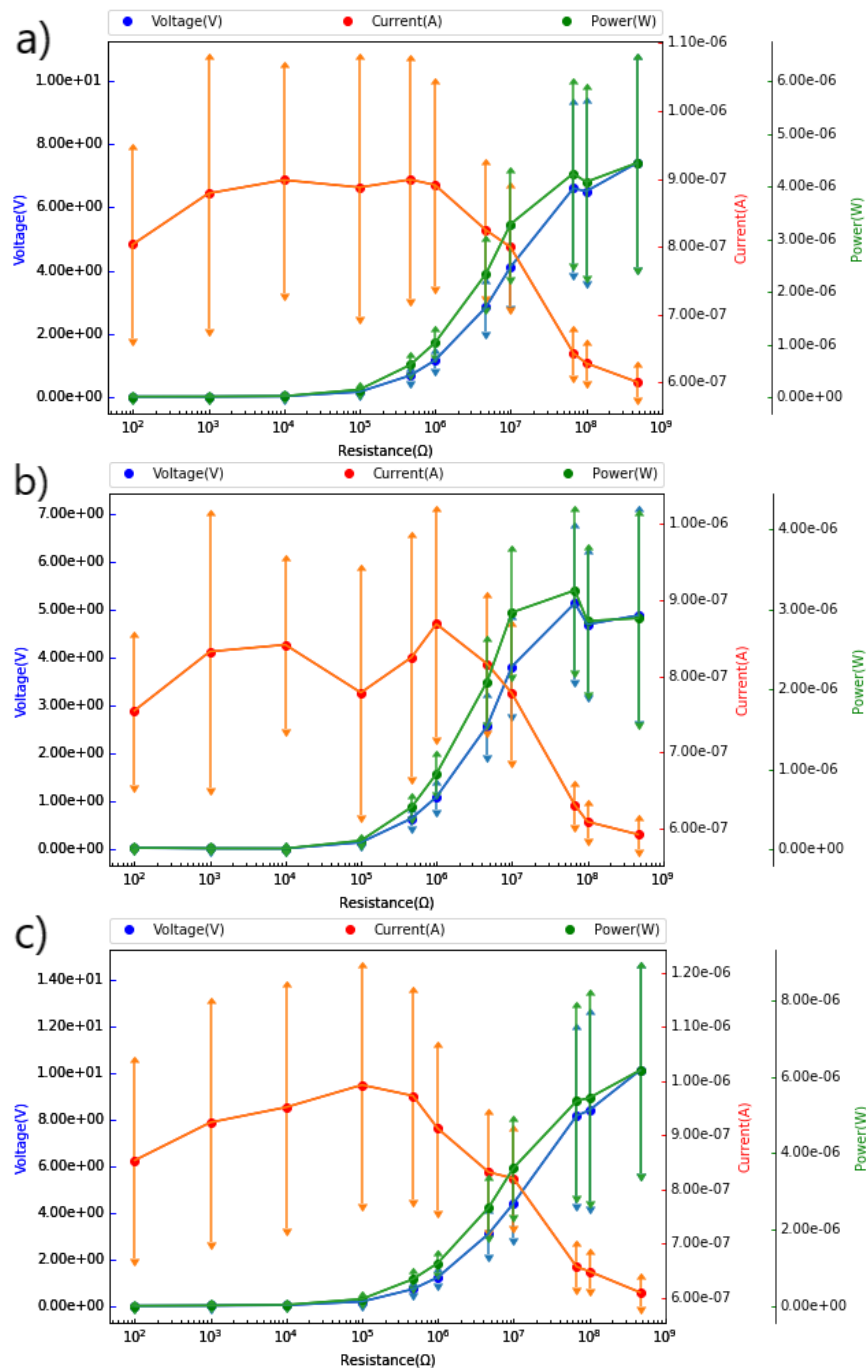 a)
Voltage(V) Current(A) Power(W)
1.00e+01
8.00e+00
6.00e+00
4.00e+00
2.00e+00
0.00e+00
Voltage(V)
1.10e-06
1.00e-06
9.00e-07
8.00e-07
7.00e-07
6.00e-07
Current(A)
6.00e-06
5.00e-06
4.00e-06
3.00e-06
2.00e-06
1.00e-06
0.00e+00
Power(W)
10² 10³ 10⁴ 10⁵ 10⁶ 10⁷ 10⁸ 10⁹
Resistance(Ω)
b)
Voltage(V) Current(A) Power(W)
7.00e+00
6.00e+00
5.00e+00
4.00e+00
3.00e+00
2.00e+00
1.00e+00
0.00e+00
Voltage(V)
1.00e-06
9.00e-07
8.00e-07
7.00e-07
6.00e-07
Current(A)
4.00e-06
3.00e-06
2.00e-06
1.00e-06
0.00e+00
Power(W)
10² 10³ 10⁴ 10⁵ 10⁶ 10⁷ 10⁸ 10⁹
Resistance(Ω)
c)
Voltage(V) Current(A) Power(W)
1.40e+01
1.20e+01
1.00e+01
8.00e+00
6.00e+00
4.00e+00
2.00e+00
0.00e+00
Voltage(V)
1.20e-06
1.10e-06
1.00e-06
9.00e-07
8.00e-07
7.00e-07
6.00e-07
Current(A)
8.00e-06
6.00e-06
4.00e-06
2.00e-06
0.00e+00
Power(W)
10² 10³ 10⁴ 10⁵ 10⁶ 10⁷ 10⁸ 10⁹
Resistance(Ω)